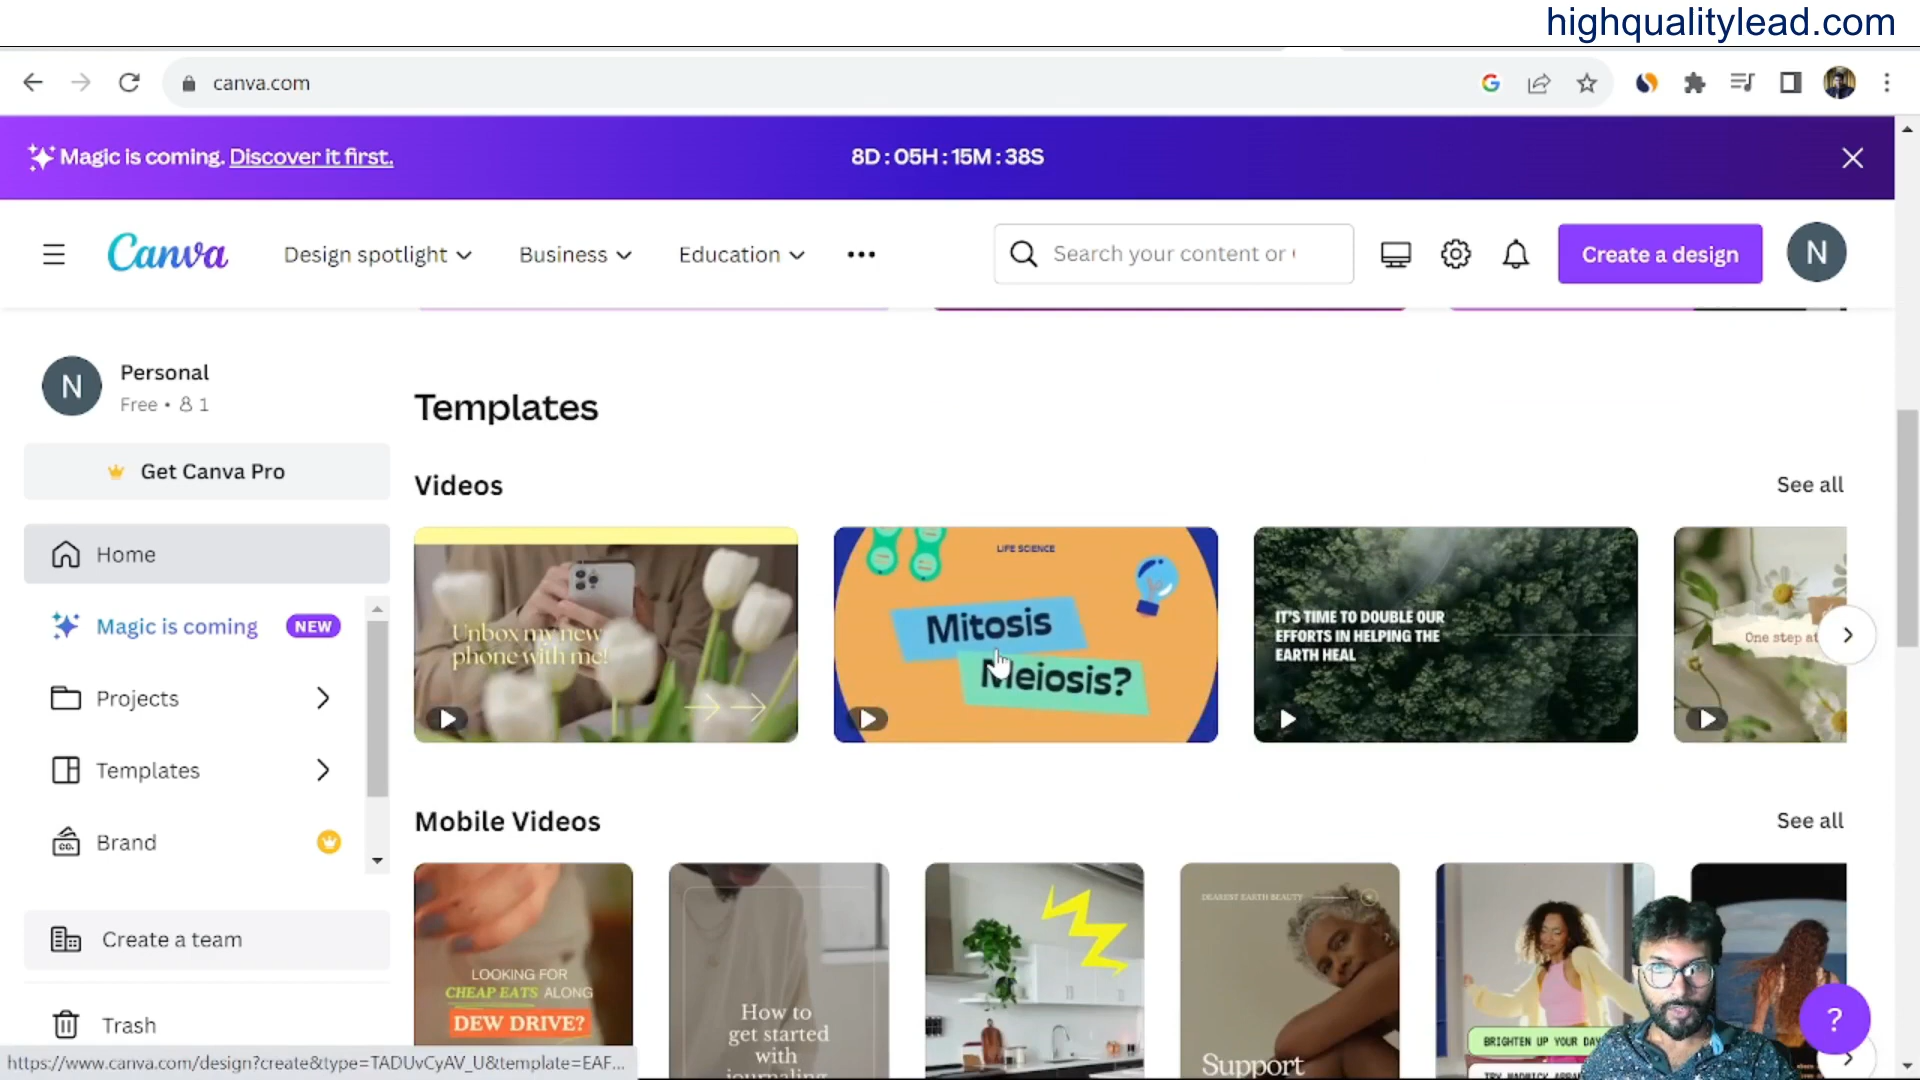 highqualitylead.com
canva.com
Magic is coming. Discover it first.
8D : 05H : 15M : 38S
Canva
Design spotlight
Business
Education
Search your content or
Create a design
N
N
Personal
Free • 1
Get Canva Pro
Home
Magic is coming NEW
Projects
Templates
Brand
CO.
Create a team
Trash
Templates
Videos
See all
Unbox my new
phone with me!
LIFE SCIENCE
Mitosis
Meiosis?
IT'S TIME TO DOUBLE OUR
EFFORTS IN HELPING THE
EARTH HEAL
One step at
Mobile Videos
See all
LOOKING FOR
CHEAP EATS ALONG
DEW DRIVE?
How to
get started
with
journaling
DEAREST EARTH BEAUTY
Support
BRIGHTEN UP YOUR DAY
?
https://www.canva.com/design?create&type=TADUvCyAV_U&template=EAF...